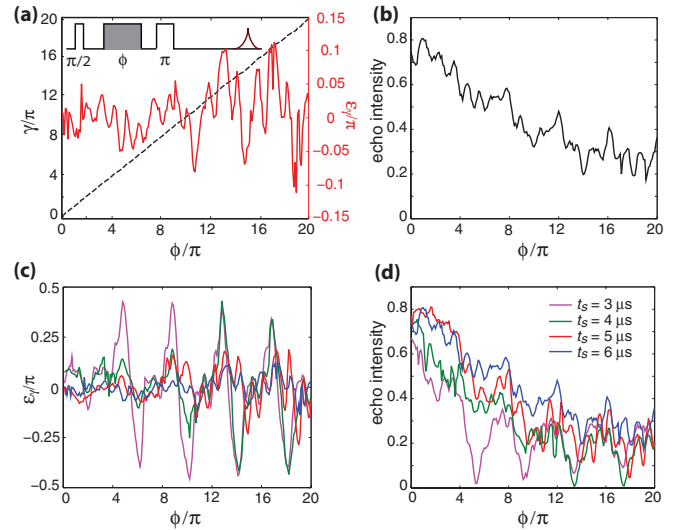 (a)
20
16
12
8
4
0
γ/π
π/2
ϕ
π
0.15
0.10
0.05
0
−0.05
−0.10
−0.15
εγ/π
0 4 8 12 16 20
ϕ/π
(b)
0.8
0.6
0.4
0.2
0
echo intensity
0 4 8 12 16 20
ϕ/π
(c)
0.5
0.25
0
−0.25
−0.5
εγ/π
0 4 8 12 16 20
ϕ/π
(d)
0.8
0.6
0.4
0.2
0
echo intensity
ts = 3 μs
ts = 4 μs
ts = 5 μs
ts = 6 μs
0 4 8 12 16 20
ϕ/π